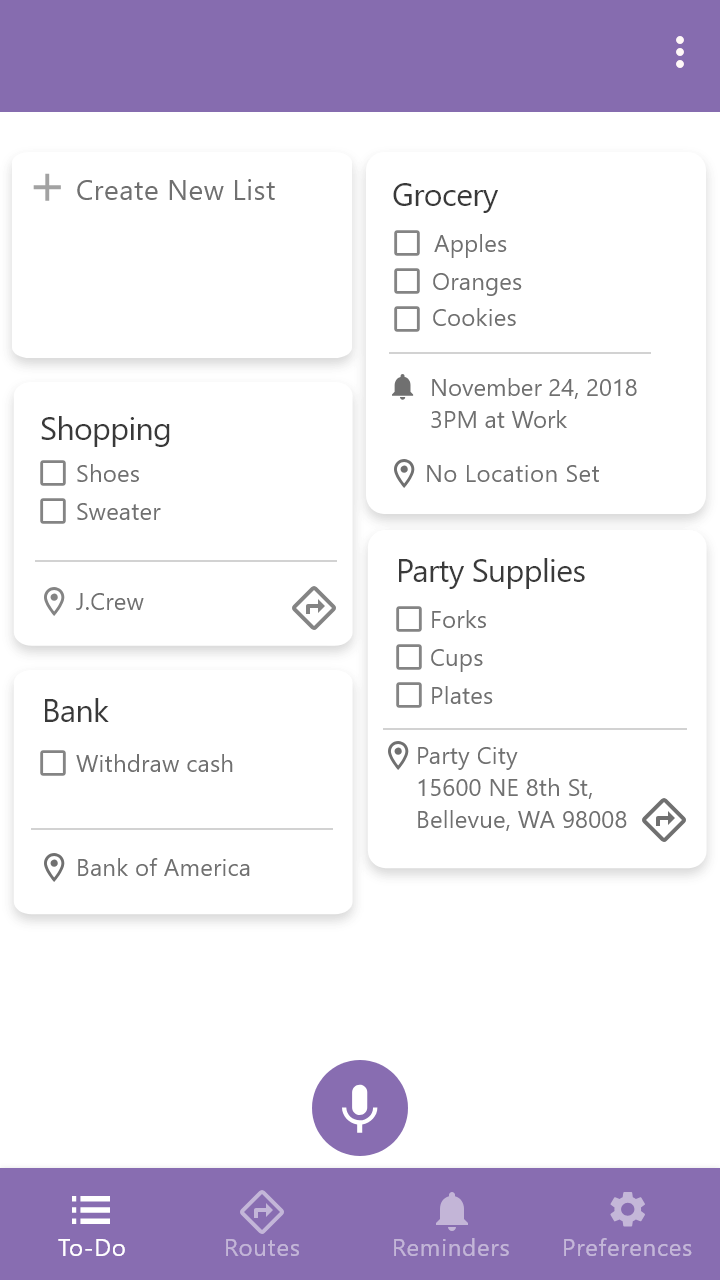 Create New List
Grocery
Apples
Oranges
Cookies
November 24, 2018
3PM at Work
No Location Set
Shopping
Shoes
Sweater
J.Crew
Party Supplies
Forks
Cups
Plates
Party City
15600 NE 8th St,
Bellevue, WA 98008
Bank
Withdraw cash
Bank of America
To-Do
Routes
Reminders
Preferences